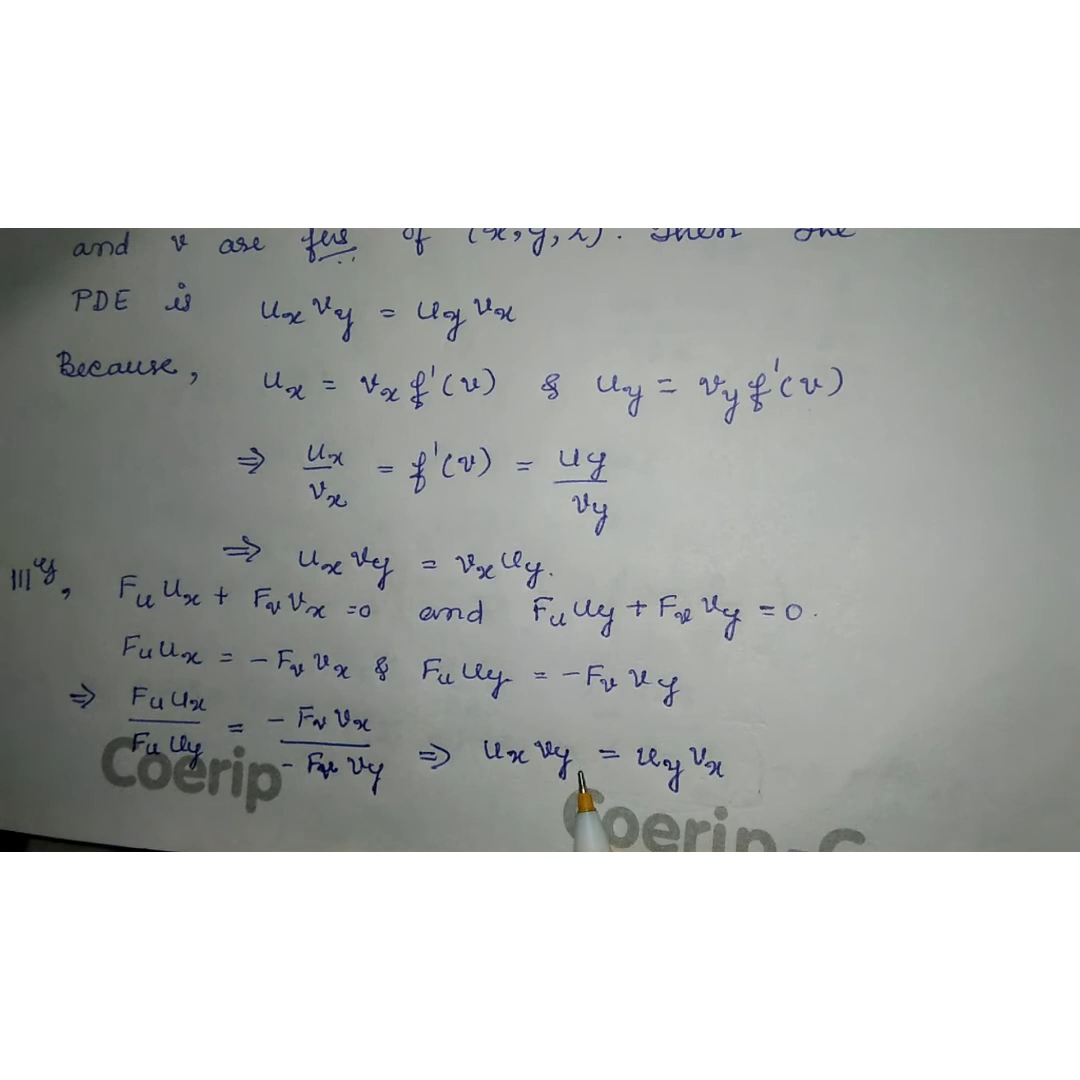 and v are fns of (x, y, z). Then the
PDE is u_x v_y = u_y v_x
Because, u_x = v_x f'(v) & u_y = v_y f'(v)
⇒ u_x/v_x = f'(v) = u_y/v_y
⇒ u_x v_y = v_x u_y.
|||ly, F_u u_x + F_v v_x = 0 and F_u u_y + F_v v_y = 0.
F_u u_x = - F_v v_x & F_u u_y = - F_v v_y
⇒ F_u u_x / F_u u_y = - F_v v_x / - F_v v_y ⇒ u_x v_y = u_y v_x
Coerip
Coerip-C